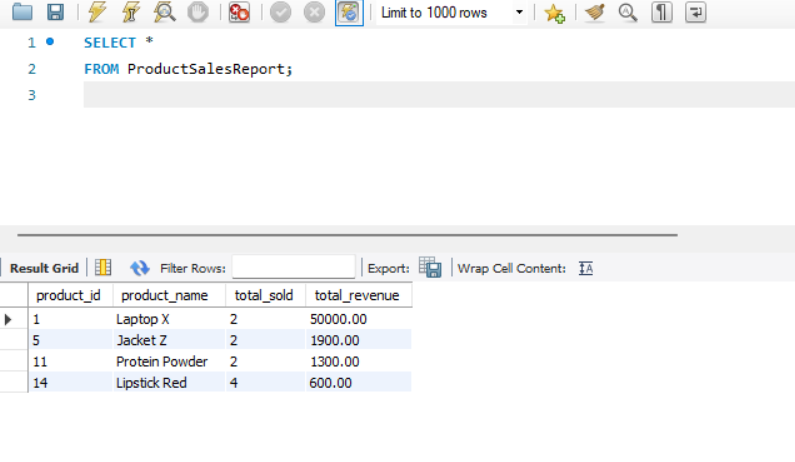 Limit to 1000 rows
1 SELECT *
2 FROM ProductSalesReport;
3
Result Grid Filter Rows: Export: Wrap Cell Content: IA
product_id product_name total_sold total_revenue
1 Laptop X 2 50000.00
5 Jacket Z 2 1900.00
11 Protein Powder 2 1300.00
14 Lipstick Red 4 600.00